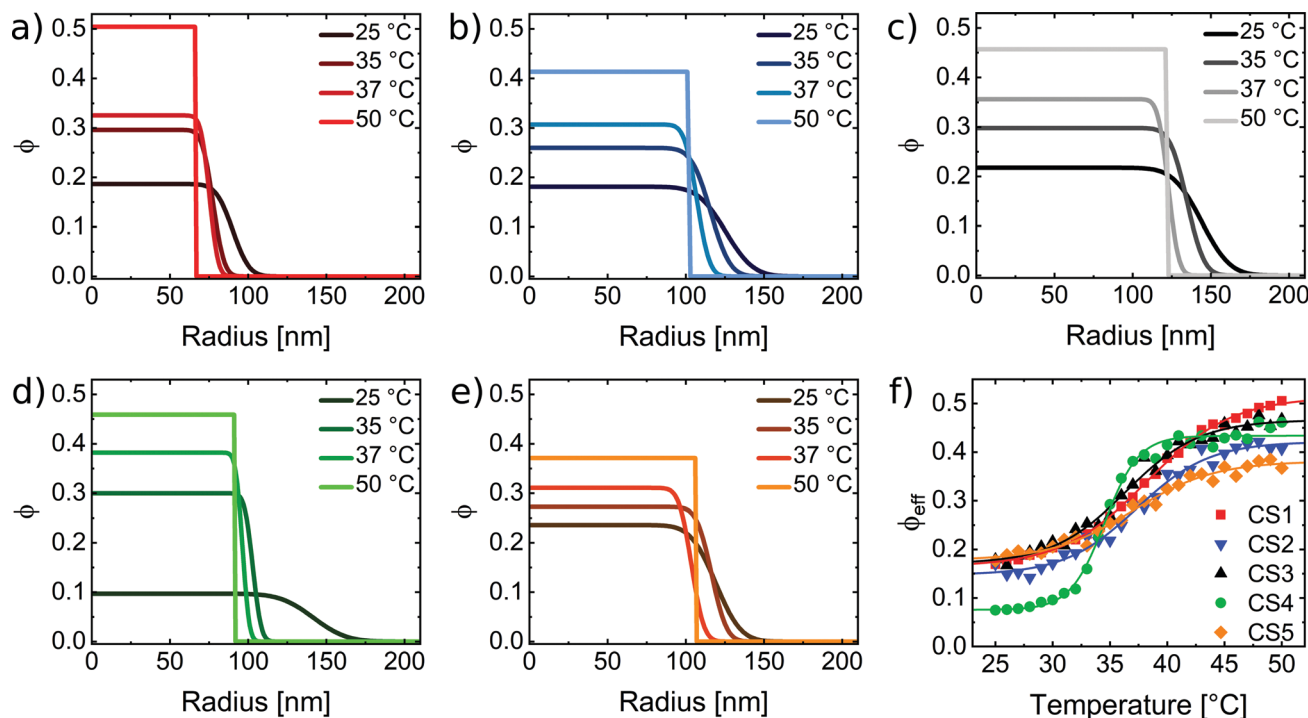 a)
0.5
0.4
0.3
0.2
0.1
0.0
ϕ
25 °C
35 °C
37 °C
50 °C
0 50 100 150 200
Radius [nm]
b)
0.5
0.4
0.3
0.2
0.1
0.0
ϕ
25 °C
35 °C
37 °C
50 °C
0 50 100 150 200
Radius [nm]
c)
0.5
0.4
0.3
0.2
0.1
0.0
ϕ
25 °C
35 °C
37 °C
50 °C
0 50 100 150 200
Radius [nm]
d)
0.5
0.4
0.3
0.2
0.1
0.0
ϕ
25 °C
35 °C
37 °C
50 °C
0 50 100 150 200
Radius [nm]
e)
0.5
0.4
0.3
0.2
0.1
0.0
ϕ
25 °C
35 °C
37 °C
50 °C
0 50 100 150 200
Radius [nm]
f)
0.5
0.4
0.3
0.2
0.1
0.0
ϕeff
CS1
CS2
CS3
CS4
CS5
25 30 35 40 45 50
Temperature [°C]